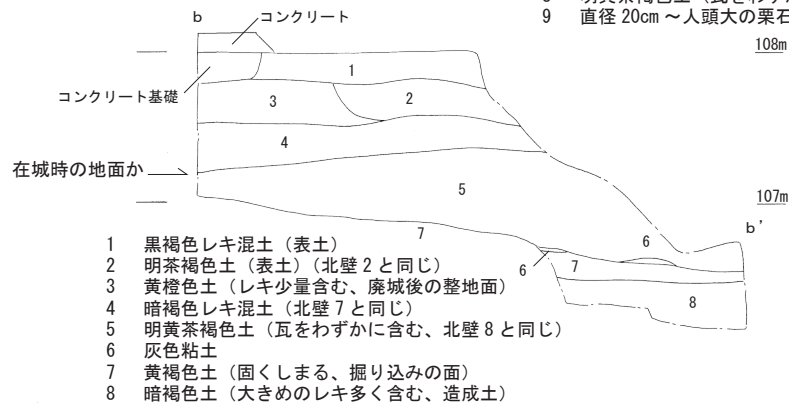 9 直径 20cm ～人頭大の栗石
b
コンクリート
108m
1
コンクリート基礎
3
2
4
在城時の地面か
5
107m
b’
7
6
6
7
8
1 黒褐色レキ混土（表土）
2 明茶褐色土（表土）（北壁 2 と同じ）
3 黄橙色土（レキ少量含む、廃城後の整地面）
4 暗褐色レキ混土（北壁 7 と同じ）
5 明黄茶褐色土（瓦をわずかに含む、北壁 8 と同じ）
6 灰色粘土
7 黄褐色土（固くしまる、掘り込みの面）
8 暗褐色土（大きめのレキ多く含む、造成土）